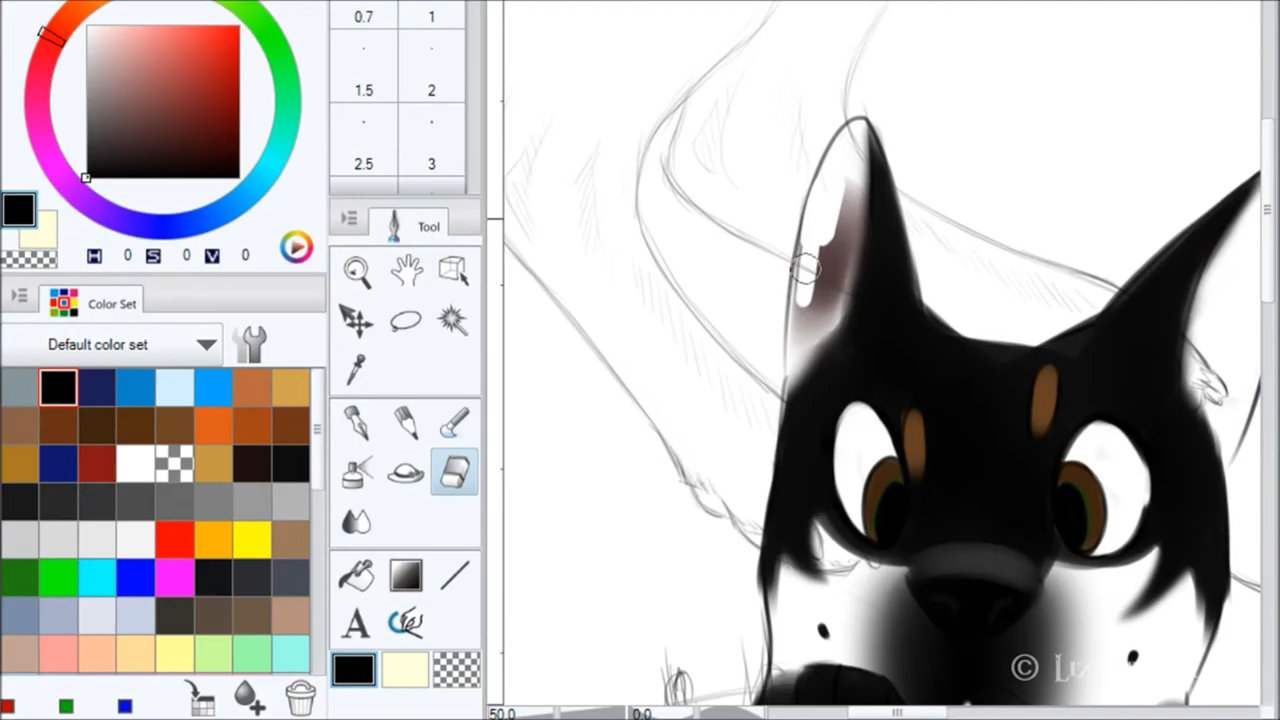 0.7 1
1.5 2
2.5 3
Tool
H 0 S 0 V 0
Color Set
Default color set
A
50.0 0.0
©